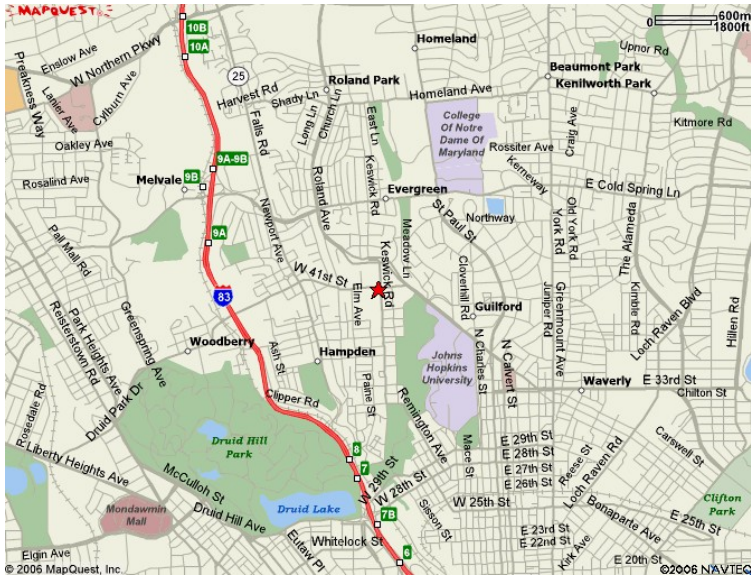 MAPQUEST
600m
1800ft
10B
10A
Homeland
Upnor Rd
Enslow Ave
W Northern Pkwy
Beaumont Park
Kenilworth Park
25
Roland Park
Preakness Way
Lanier Ave
Cylburn Ave
Harvest Rd
Shady Ln
Long Ln
Church Ln
Homeland Ave
College
Of Notre
Dame Of
Maryland
Craig Ave
Kitmore Rd
Falls Rd
East Ln
Oakley Ave
Rossiter Ave
9A-9B
Kerneway
Rosalind Ave
Melvale
9B
Roland Ave
Keswick Rd
Evergreen
E Cold Spring Ln
St Paul St
Northway
Newport Ave
Pall Mall Rd
9A
Meadow Ln
York Rd
Old York Rd
The Alameda
W 41st St
Keswick Rd
Cloverhill Rd
83
Elm Ave
Guilford
Juniper Rd
Greenmount Ave
Kimble Rd
Loch Raven Blvd
Hillen Rd
Reisterstown Rd
Park Heights Ave
Greenspring Ave
Woodberry
Ash St
Hampden
Johns
Hopkins
University
N Charles St
N Calvert St
Waverly
E 33rd St
Chilton St
Rosedale Rd
Druid Park Dr
Clipper Rd
Paine St
Remington Ave
Liberty Heights Ave
Druid Hill
Park
8
7
Mace St
E 29th St
E 28th St
E 27th St
E 26th St
Reese St
Loch Raven Rd
Carswell St
McCulloh St
W 29th St
W 28th St
Mondawmin
Mall
Druid Lake
Druid Hill Ave
7B
Sisson St
W 25th St
Bonaparte Ave
E 25th St
Clifton
Park
Elgin Ave
Eutaw Pl
Whitelock St
6
E 23rd St
E 22nd St
Kirk Ave
E 20th St
© 2006 MapQuest, Inc.
©2006 NAVTEC